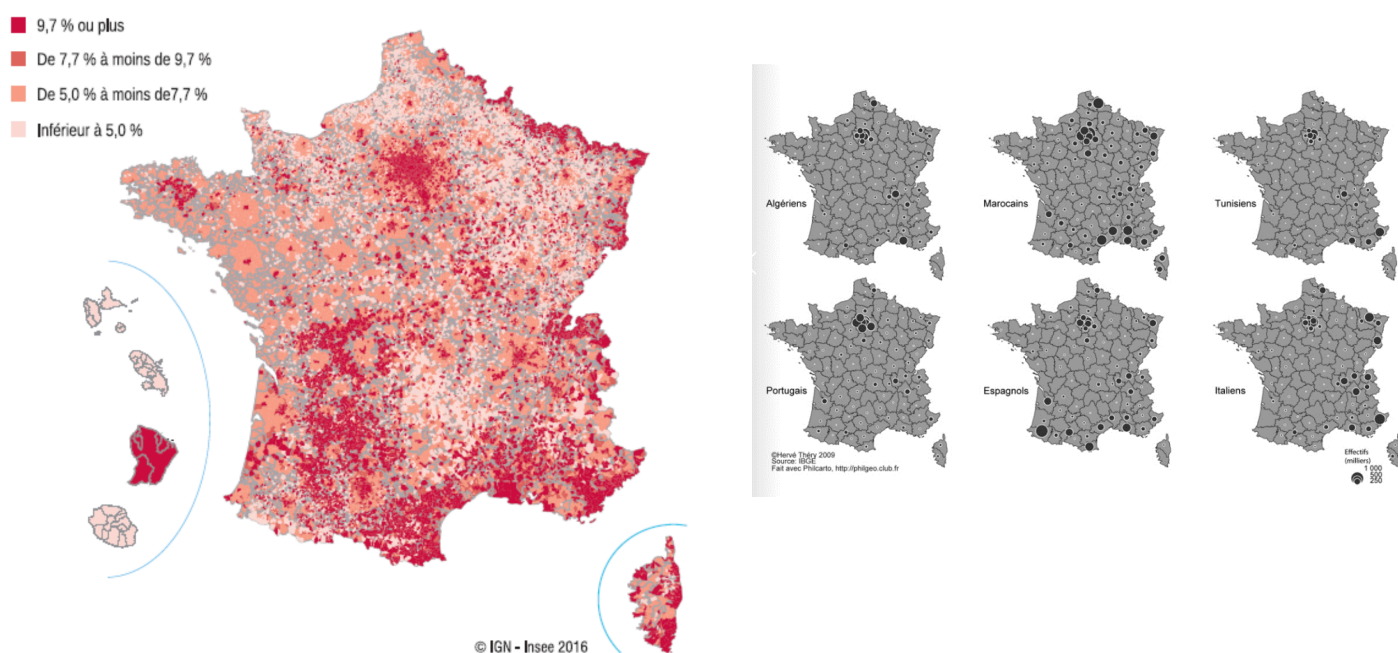 9,7 % ou plus
De 7,7 % à moins de 9,7 %
De 5,0 % à moins de7,7 %
Inférieur à 5,0 %
© IGN - Insee 2016
Algériens
Marocains
Tunisiens
Portugais
Espagnols
Italiens
©Hervé Théry 2009
Source: IBGE
Fait avec Philcarto, http://philgeo.club.fr
Effectifs
(milliers)
1 000
500
250